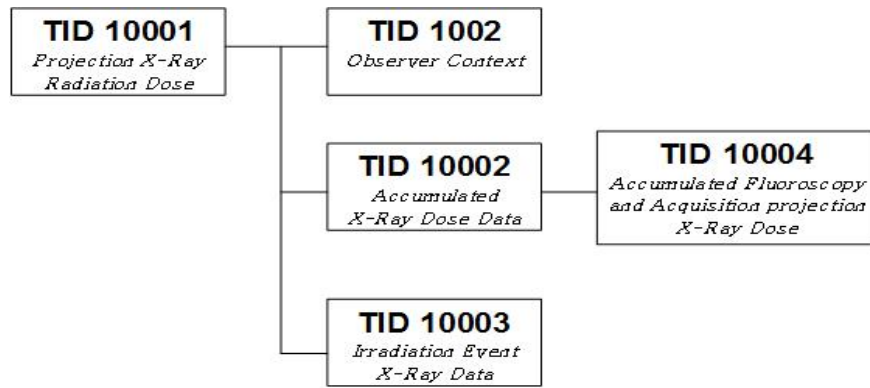 TID 10001
Projection X-Ray
Radiation Dose
TID 1002
Observer Context
TID 10002
Accumulated
X-Ray Dose Data
TID 10004
Accumulated Fluoroscopy
and Acquisition projection
X-Ray Dose
TID 10003
Irradiation Event
X-Ray Data